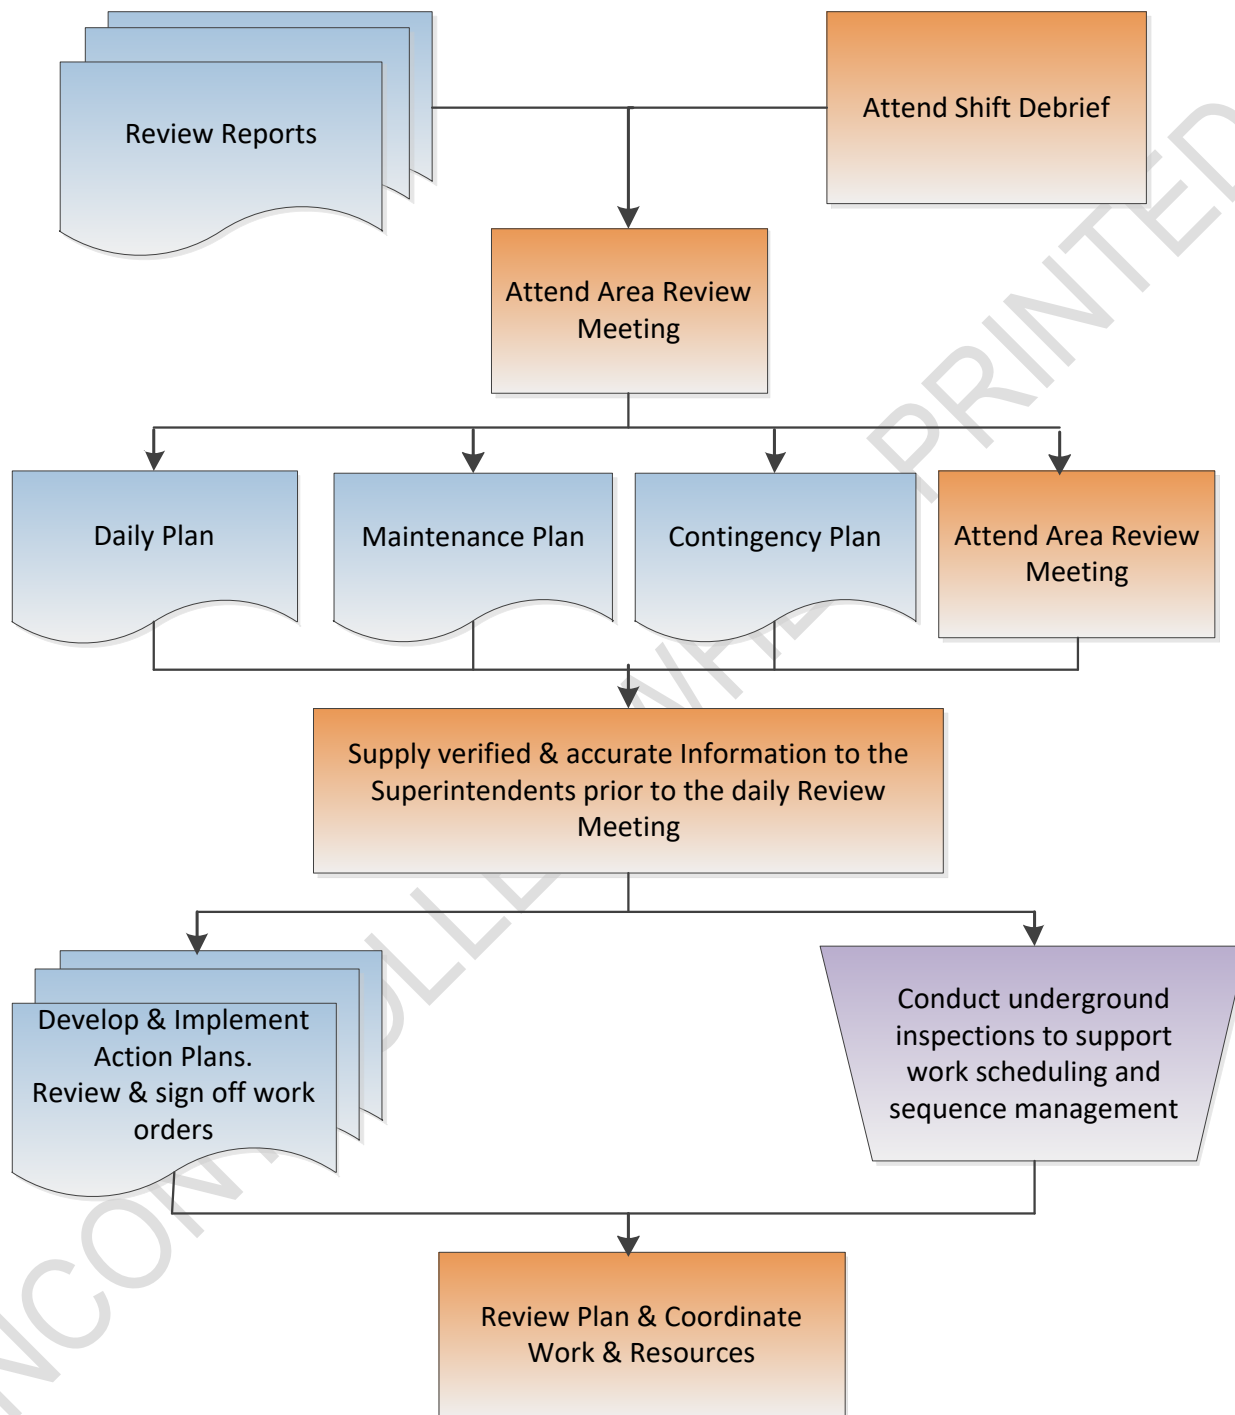 Review Reports
Attend Shift Debrief
Attend Area Review
Meeting
Daily Plan
Maintenance Plan
Contingency Plan
Attend Area Review
Meeting
Supply verified & accurate Information to the
Superintendents prior to the daily Review
Meeting
Develop & Implement
Action Plans.
Review & sign off work
orders
Conduct underground
inspections to support
work scheduling and
sequence management
Review Plan & Coordinate
Work & Resources
PRINTED